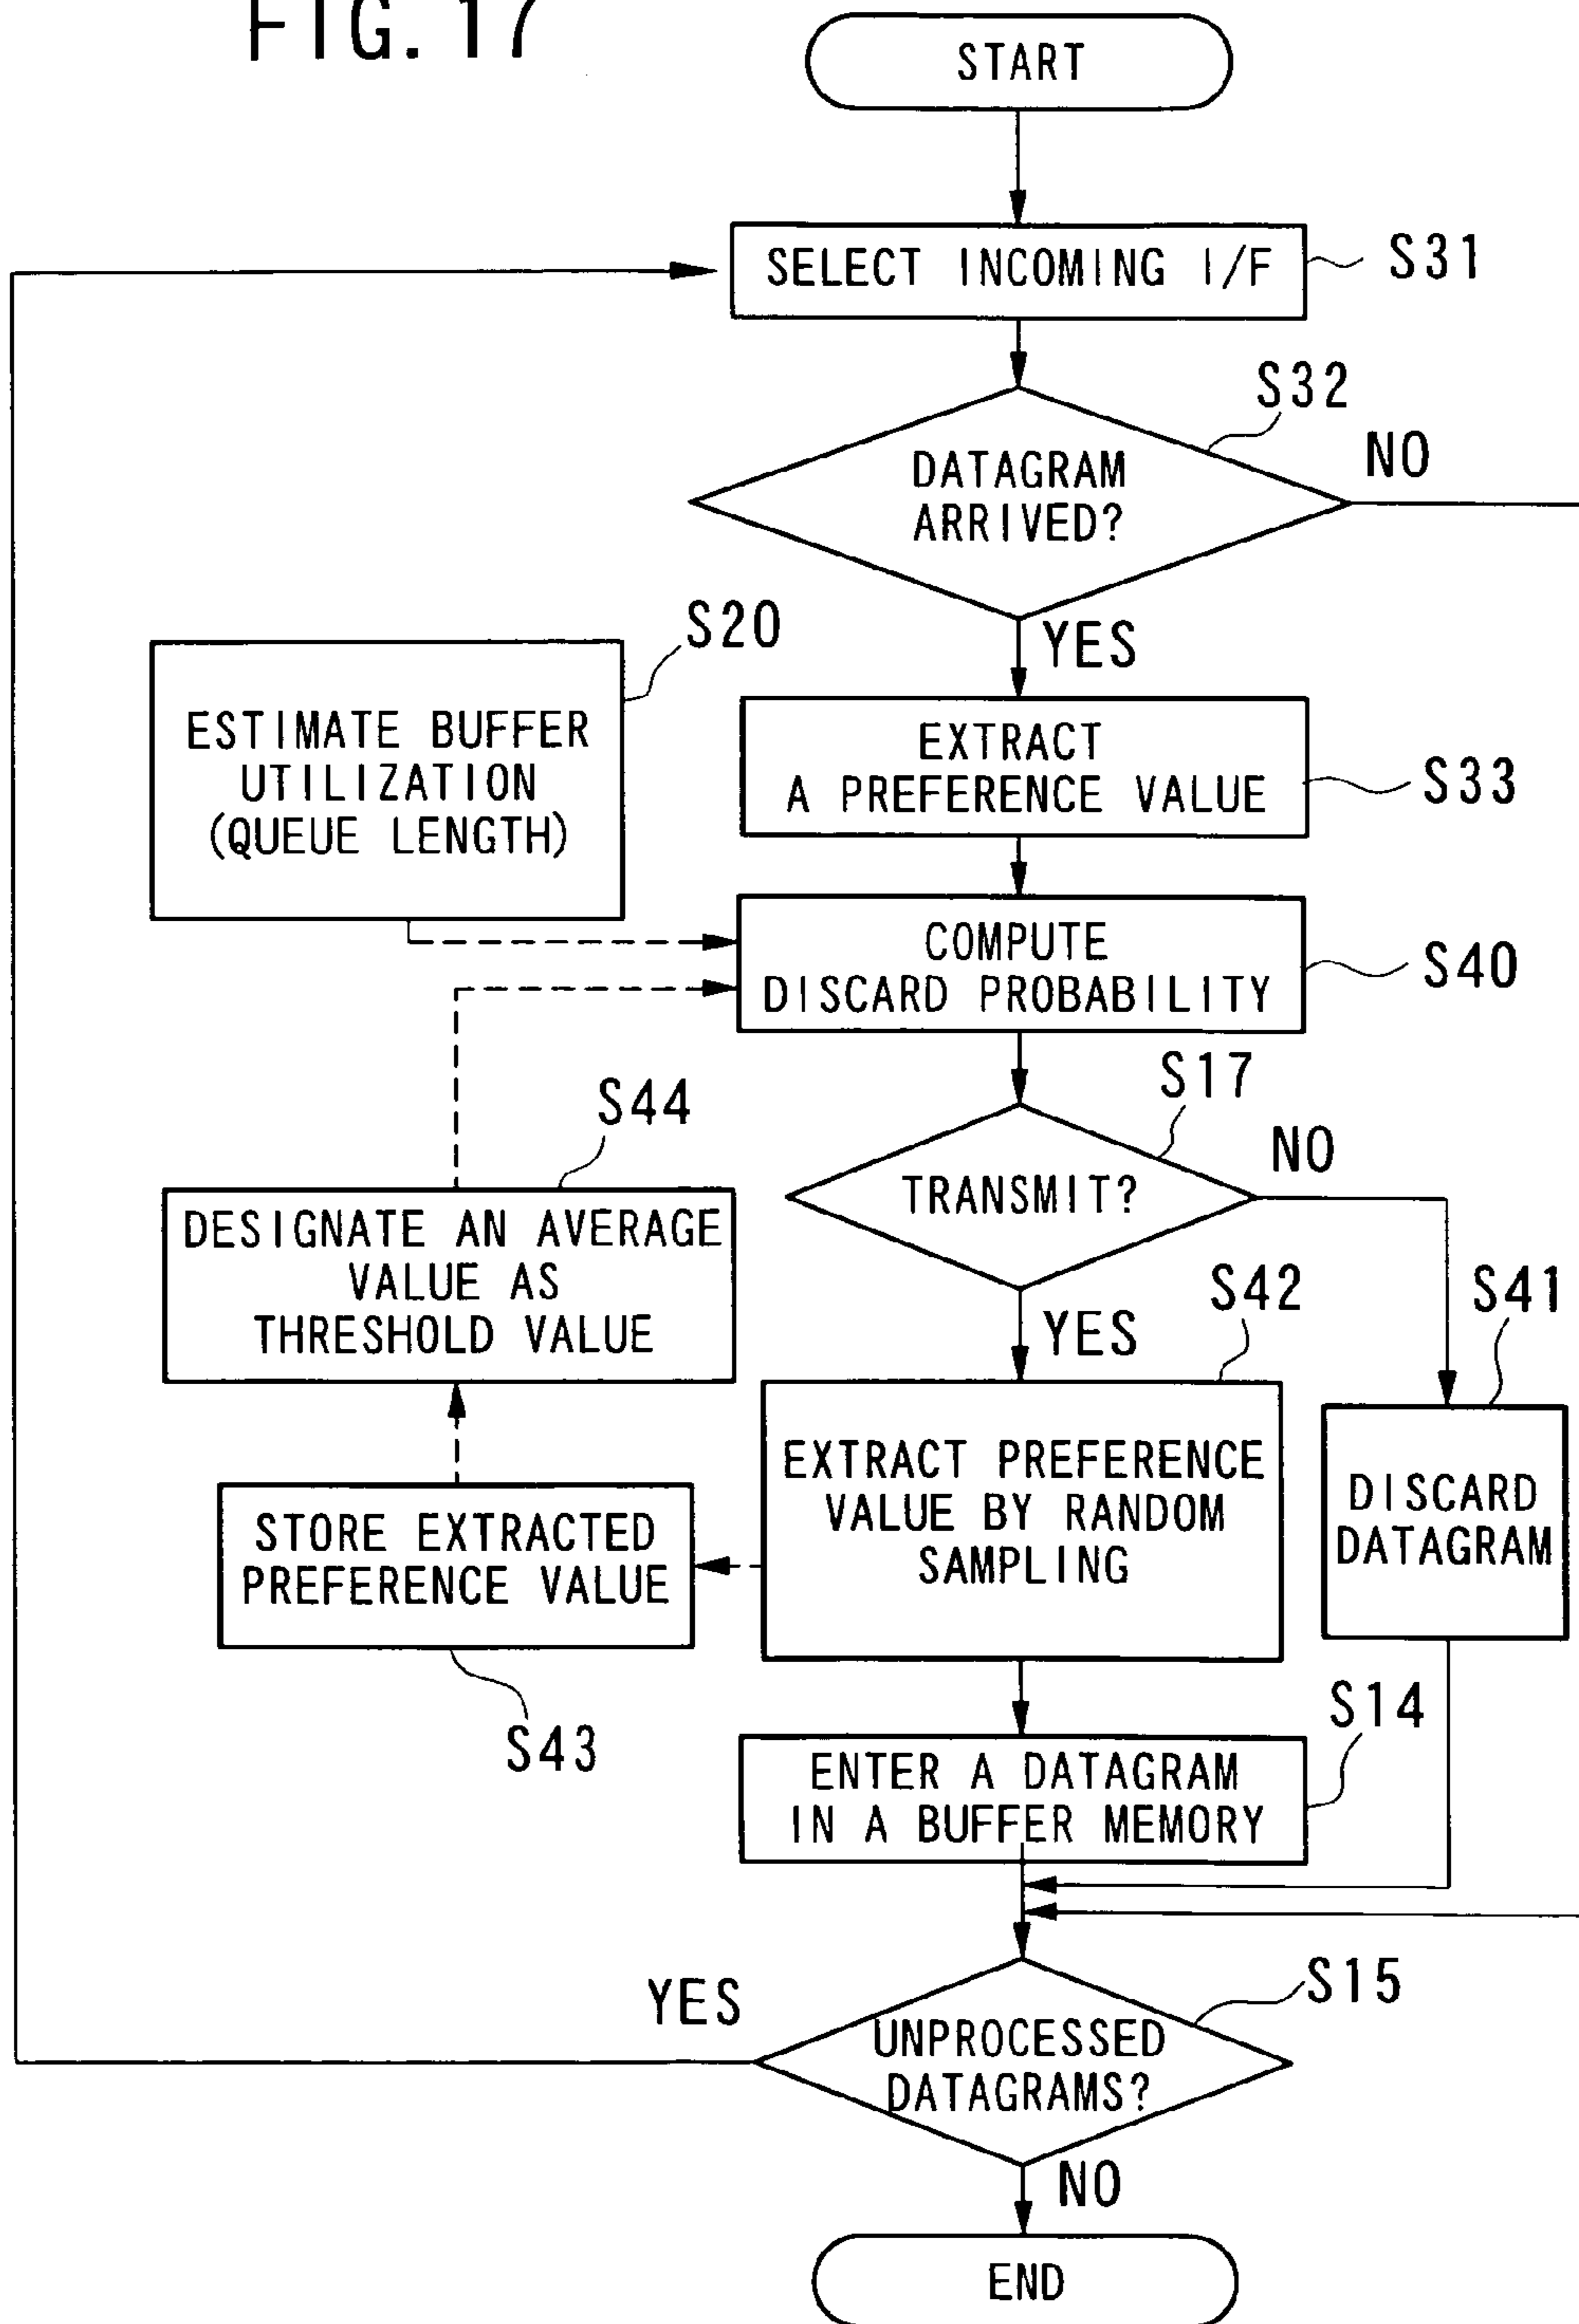 FIG. 17
START
SELECT INCOMING I/F
S31
S32
DATAGRAM
ARRIVED?
NO
YES
S20
ESTIMATE BUFFER
UTILIZATION
(QUEUE LENGTH)
EXTRACT
A PREFERENCE VALUE
S33
COMPUTE
DISCARD PROBABILITY
S40
S17
TRANSMIT?
NO
YES
S44
DESIGNATE AN AVERAGE
VALUE AS
THRESHOLD VALUE
S42
S41
EXTRACT PREFERENCE
VALUE BY RANDOM
SAMPLING
DISCARD
DATAGRAM
STORE EXTRACTED
PREFERENCE VALUE
S43
S14
ENTER A DATAGRAM
IN A BUFFER MEMORY
S15
YES
UNPROCESSED
DATAGRAMS?
NO
END